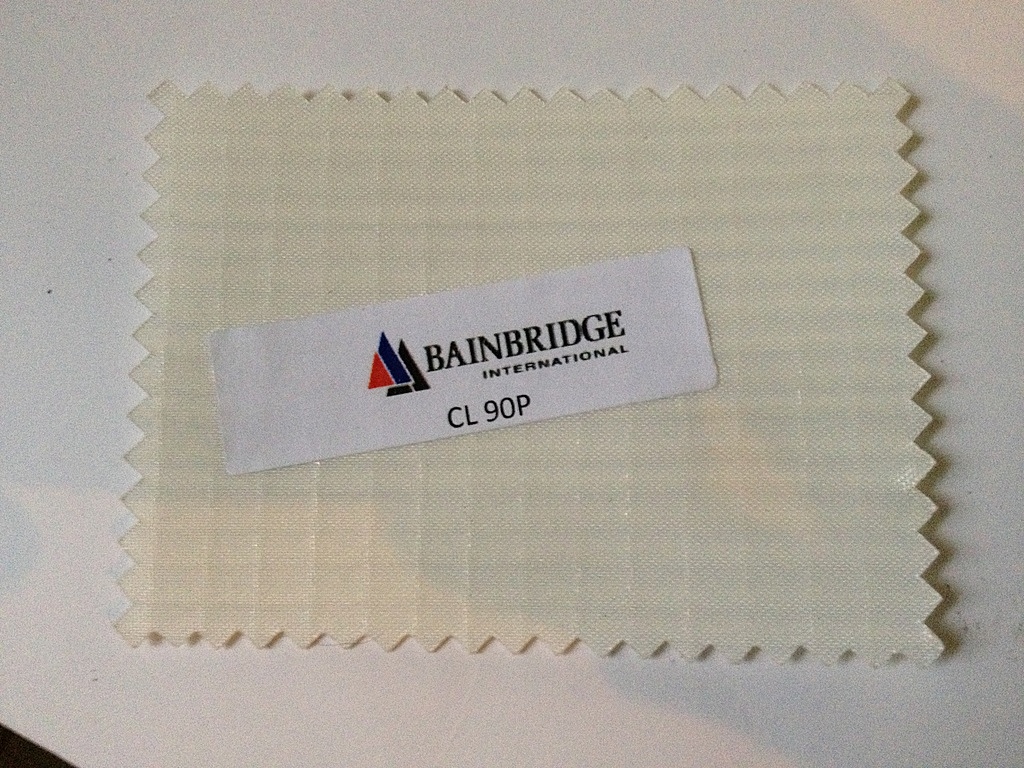 BAINBRIDGE
INTERNATIONAL
CL 90P